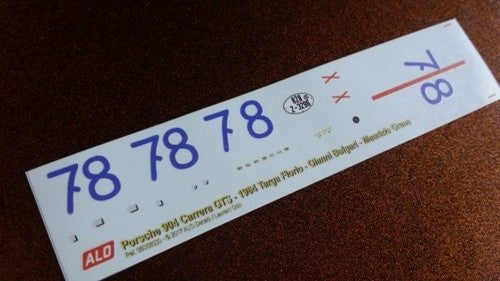 78 78 78
78
X
X
PORSCHE
ALO
Porsche 904 Carrera GTS - 1964 Targa Florio - Gianni Bulgari - Maurizio Grana